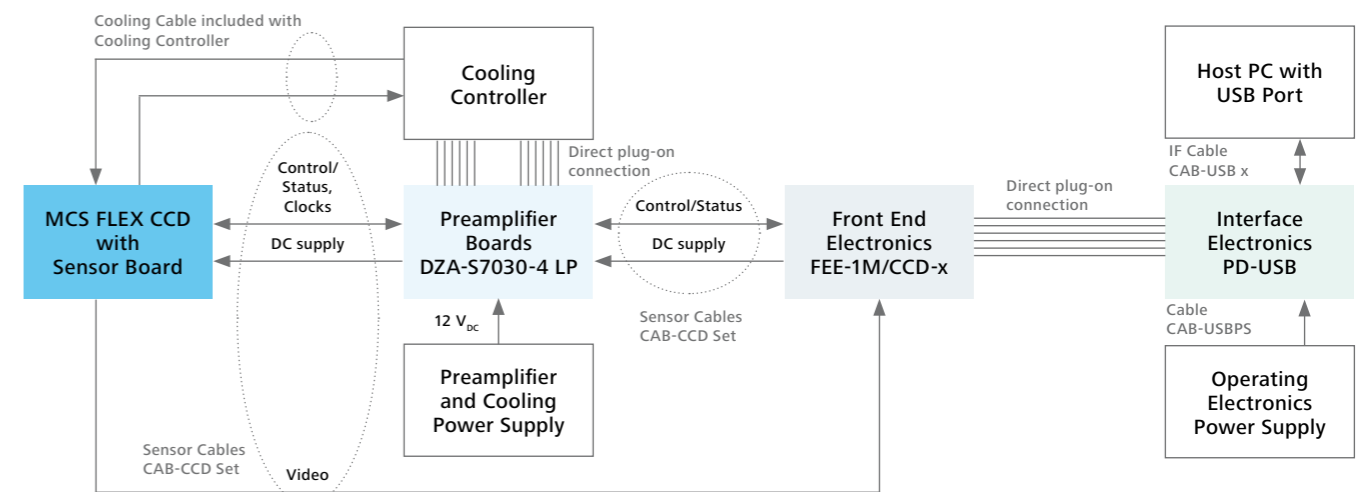 Cooling Cable included with
Cooling Controller
Cooling
Controller
Host PC with
USB Port
Direct plug-on
connection
IF Cable
CAB-USB x
Control/
Status,
Clocks
DC supply
MCS FLEX CCD
with
Sensor Board
Preamplifier
Boards
DZA-S7030-4 LP
Control/Status
DC supply
Front End
Electronics
FEE-1M/CCD-x
Direct plug-on
connection
Interface
Electronics
PD-USB
12 VDC
Sensor Cables
CAB-CCD Set
Cable
CAB-USBPS
Preamplifier
and Cooling
Power Supply
Operating
Electronics
Power Supply
Sensor Cables
CAB-CCD Set
Video